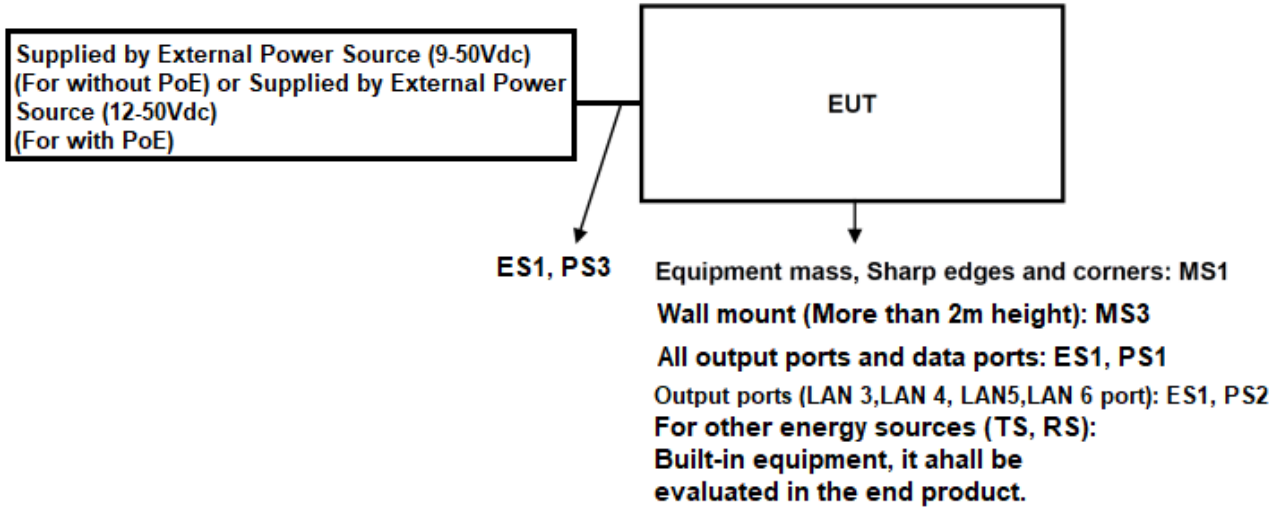 Supplied by External Power Source (9-50Vdc)
(For without PoE) or Supplied by External Power
Source (12-50Vdc)
(For with PoE)
EUT
ES1, PS3
Equipment mass, Sharp edges and corners: MS1
Wall mount (More than 2m height): MS3
All output ports and data ports: ES1, PS1
Output ports (LAN 3,LAN 4, LAN5,LAN 6 port): ES1, PS2
For other energy sources (TS, RS):
Built-in equipment, it ahall be
evaluated in the end product.